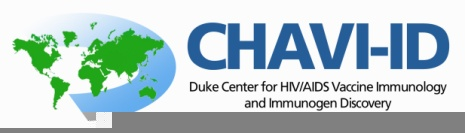 CHAVI-ID
Duke Center for HIV/AIDS Vaccine Immunology
and Immunogen Discovery